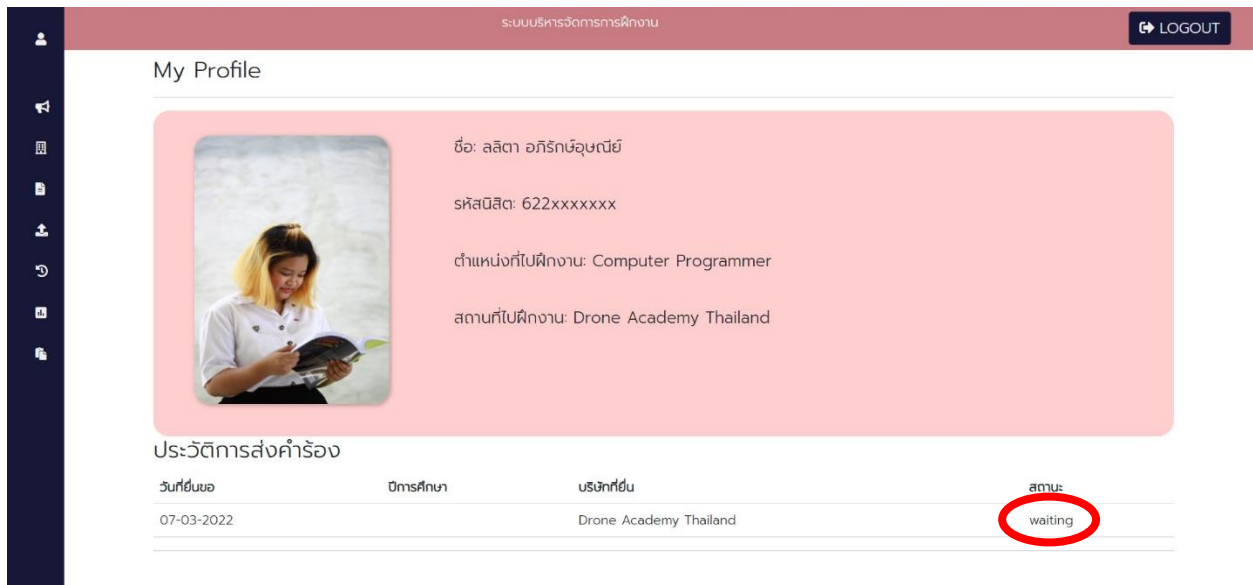 ระบบบริหารจัดการการฝึกงาน
LOGOUT
My Profile
ชื่อ: ลลิตา อภิรักษ์อุษณีย์
รหัสนิสิต: 622xxxxxxx
ตำแหน่งที่ไปฝึกงาน: Computer Programmer
สถานที่ไปฝึกงาน: Drone Academy Thailand
ประวัติการส่งคำร้อง
วันที่ยื่นขอ ปีการศึกษา บริษัทที่ยื่น สถานะ
07-03-2022 Drone Academy Thailand waiting